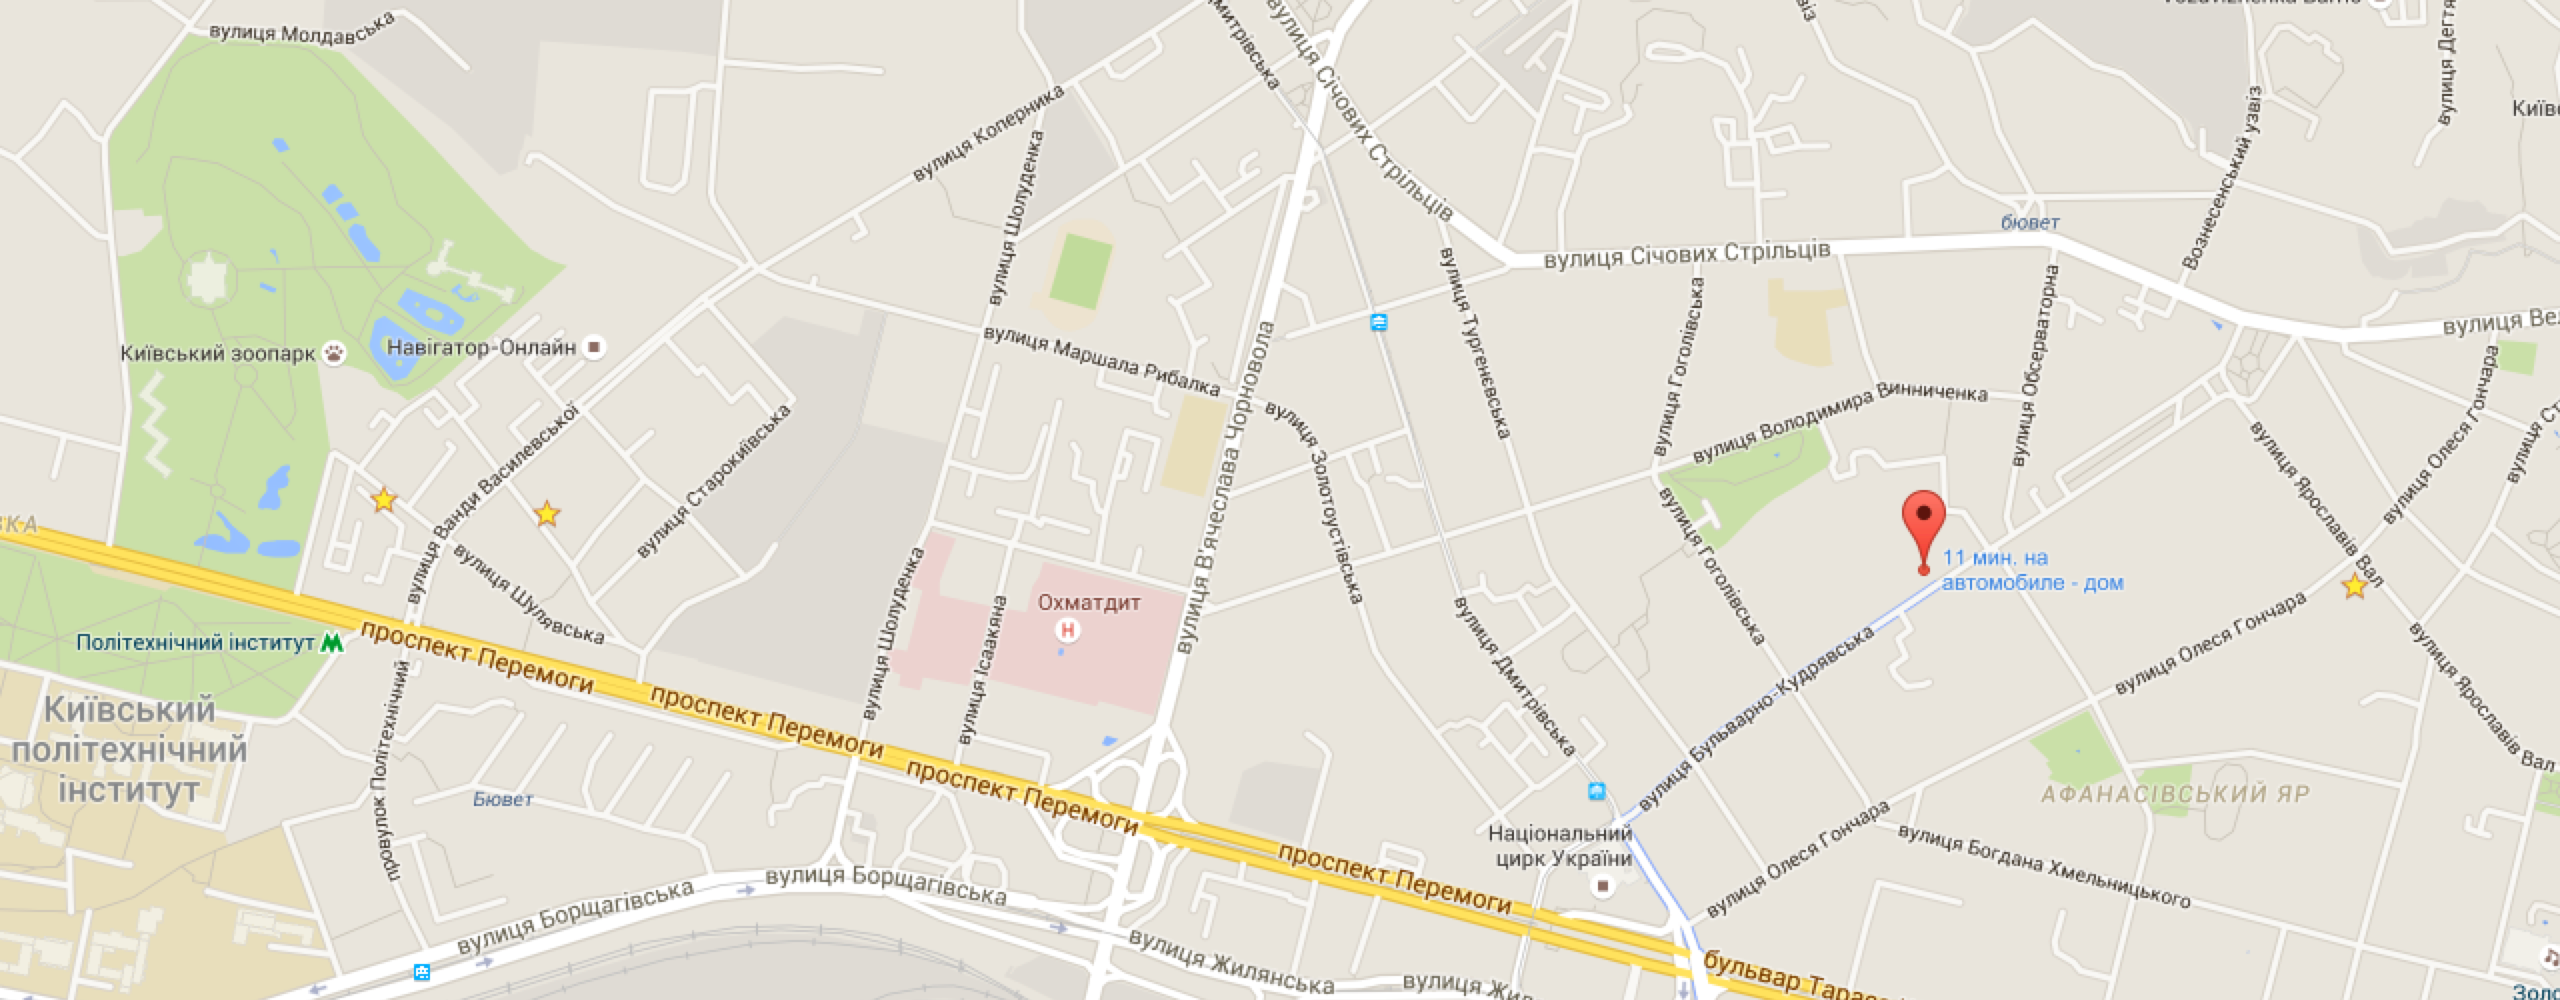 вулиця Молдавська
вулиця Коперника
вулиця Шолуденка
вулиця Січових Стрільців
вулиця Січових Стрільців
бювет
Вознесенський узвіз
Київський зоопарк
Навігатор-Онлайн
вулиця Маршала Рибалка
вулиця В'ячеслава Чорновола
вулиця Тургенєвська
вулиця Гоголівська
вулиця Обсерваторна
вулиця Володимира Винниченка
вулиця Олеся Гончара
вулиця Ванди Василевської
вулиця Старокиївська
вулиця Золотоустівська
вулиця Ярославів Вал
вулиця Шулявська
вулиця Шолуденка
вулиця Ісаакяна
Охматдит
H
вулиця В'ячеслава Чорновола
вулиця Дмитрівська
вулиця Гоголівська
11 мин. на
автомобиле - дом
вулиця Бульварно-Кудрявська
вулиця Олеся Гончара
вулиця Ярославів Вал
Політехнічний інститут
проспект Перемоги
проспект Перемоги
проспект Перемоги
проспект Перемоги
Київський
політехнічний
інститут
провулок Політехнічний
Бювет
АФАНАСІВСЬКИЙ ЯР
Національний
цирк України
вулиця Олеся Гончара
вулиця Богдана Хмельницького
вулиця Борщагівська
вулиця Борщагівська
вулиця Жилянська
вулиця
бульвар